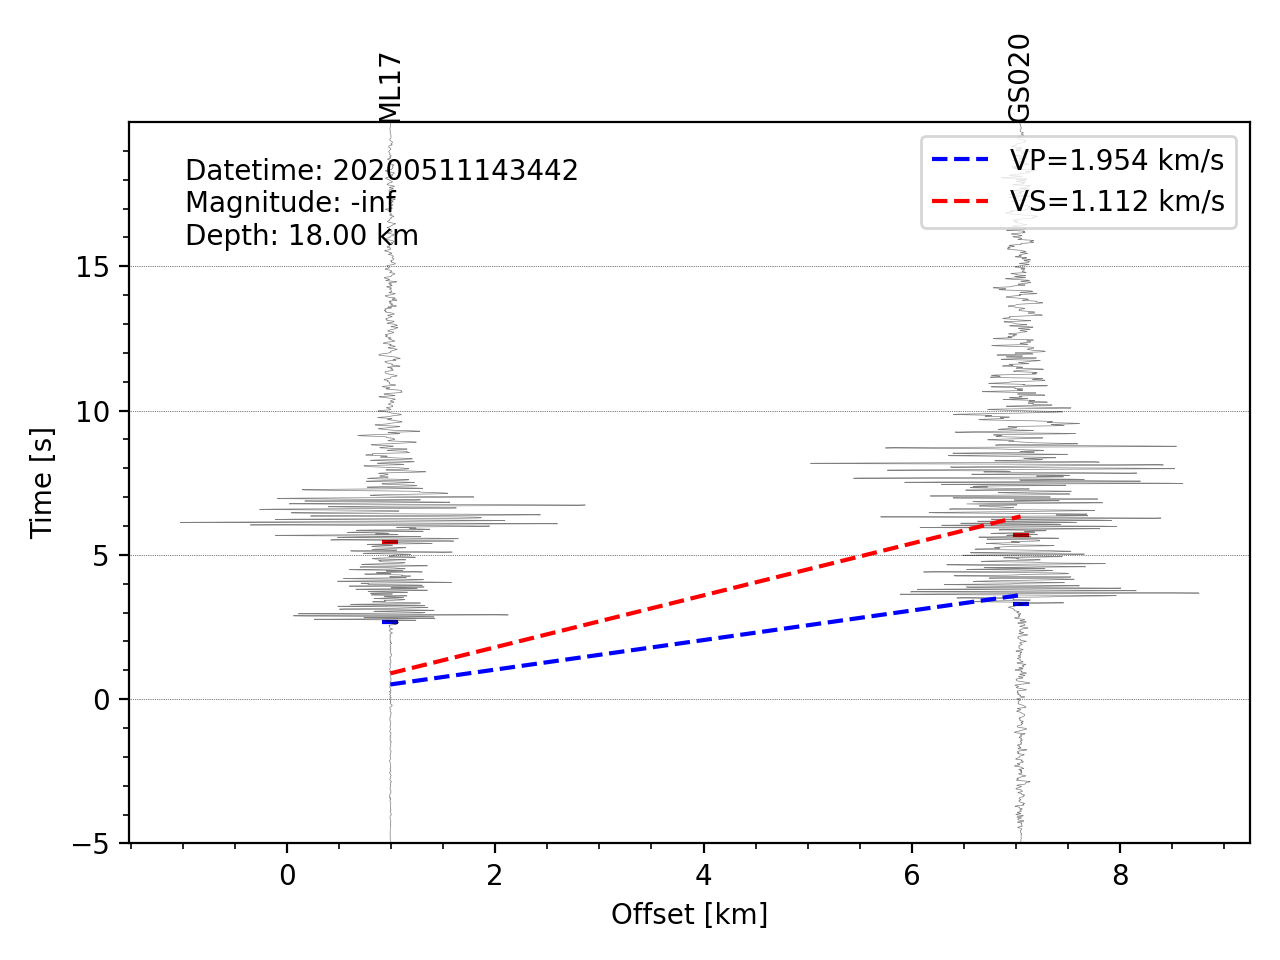 ML17
GS020
Datetime: 20200511143442
Magnitude: -inf
Depth: 18.00 km
VP=1.954 km/s
VS=1.112 km/s
15
10
5
0
−5
Time [s]
0 2 4 6 8
Offset [km]